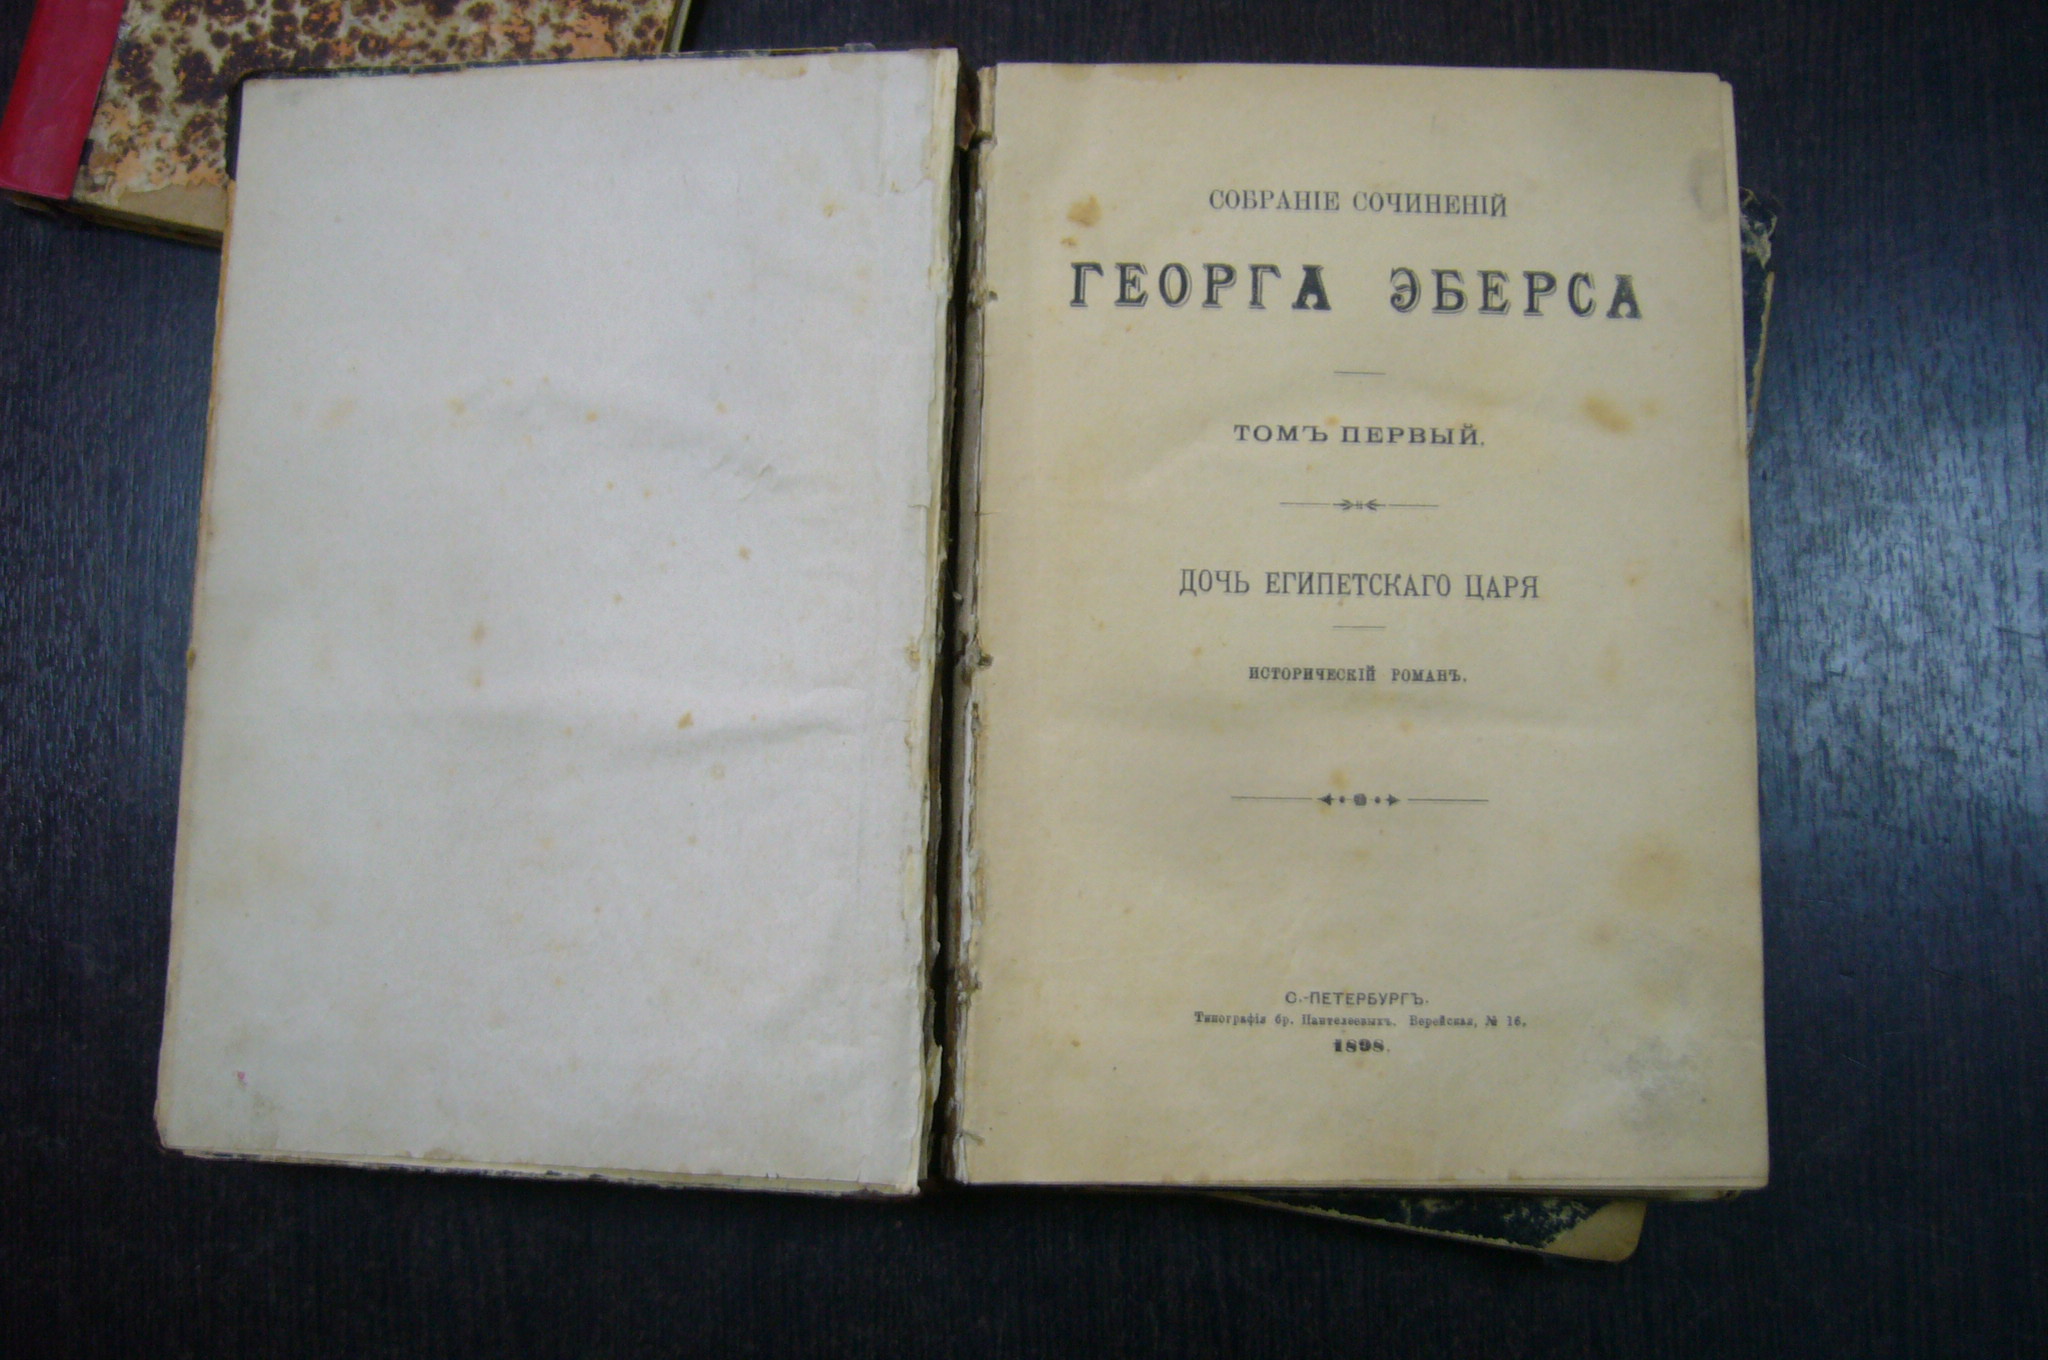 СОБРАНІЕ СОЧИНЕНІЙ
ГЕОРГА ЭБЕРСА
ТОМЪ ПЕРВЫЙ.
ДОЧЬ ЕГИПЕТСКАГО ЦАРЯ
ИСТОРИЧЕСКІЙ РОМАНЪ.
С.-ПЕТЕРБУРГЪ.
Типографія бр. Пантелеевыхъ. Верейская, № 16.
1898.